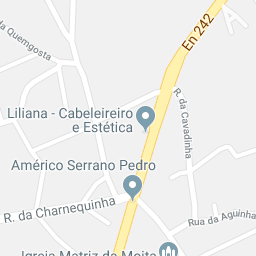 da Quemgosta
En 242
Liliana - Cabeleireiro
e Estética
R. da Cavadinha
Américo Serrano Pedro
R. da Charnequinha
Rua da Aguinha
Igreja Matriz da Moita